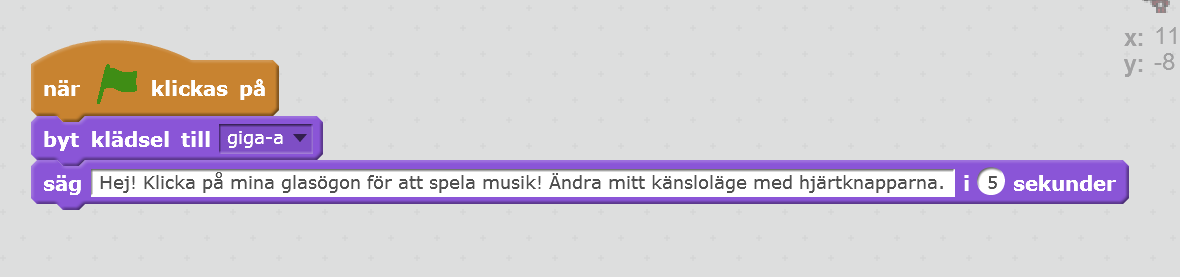 x: 11
y: -8
när klickas på
byt klädsel till giga-a
säg Hej! Klicka på mina glasögon för att spela musik! Ändra mitt känsloläge med hjärtknapparna. i 5 sekunder